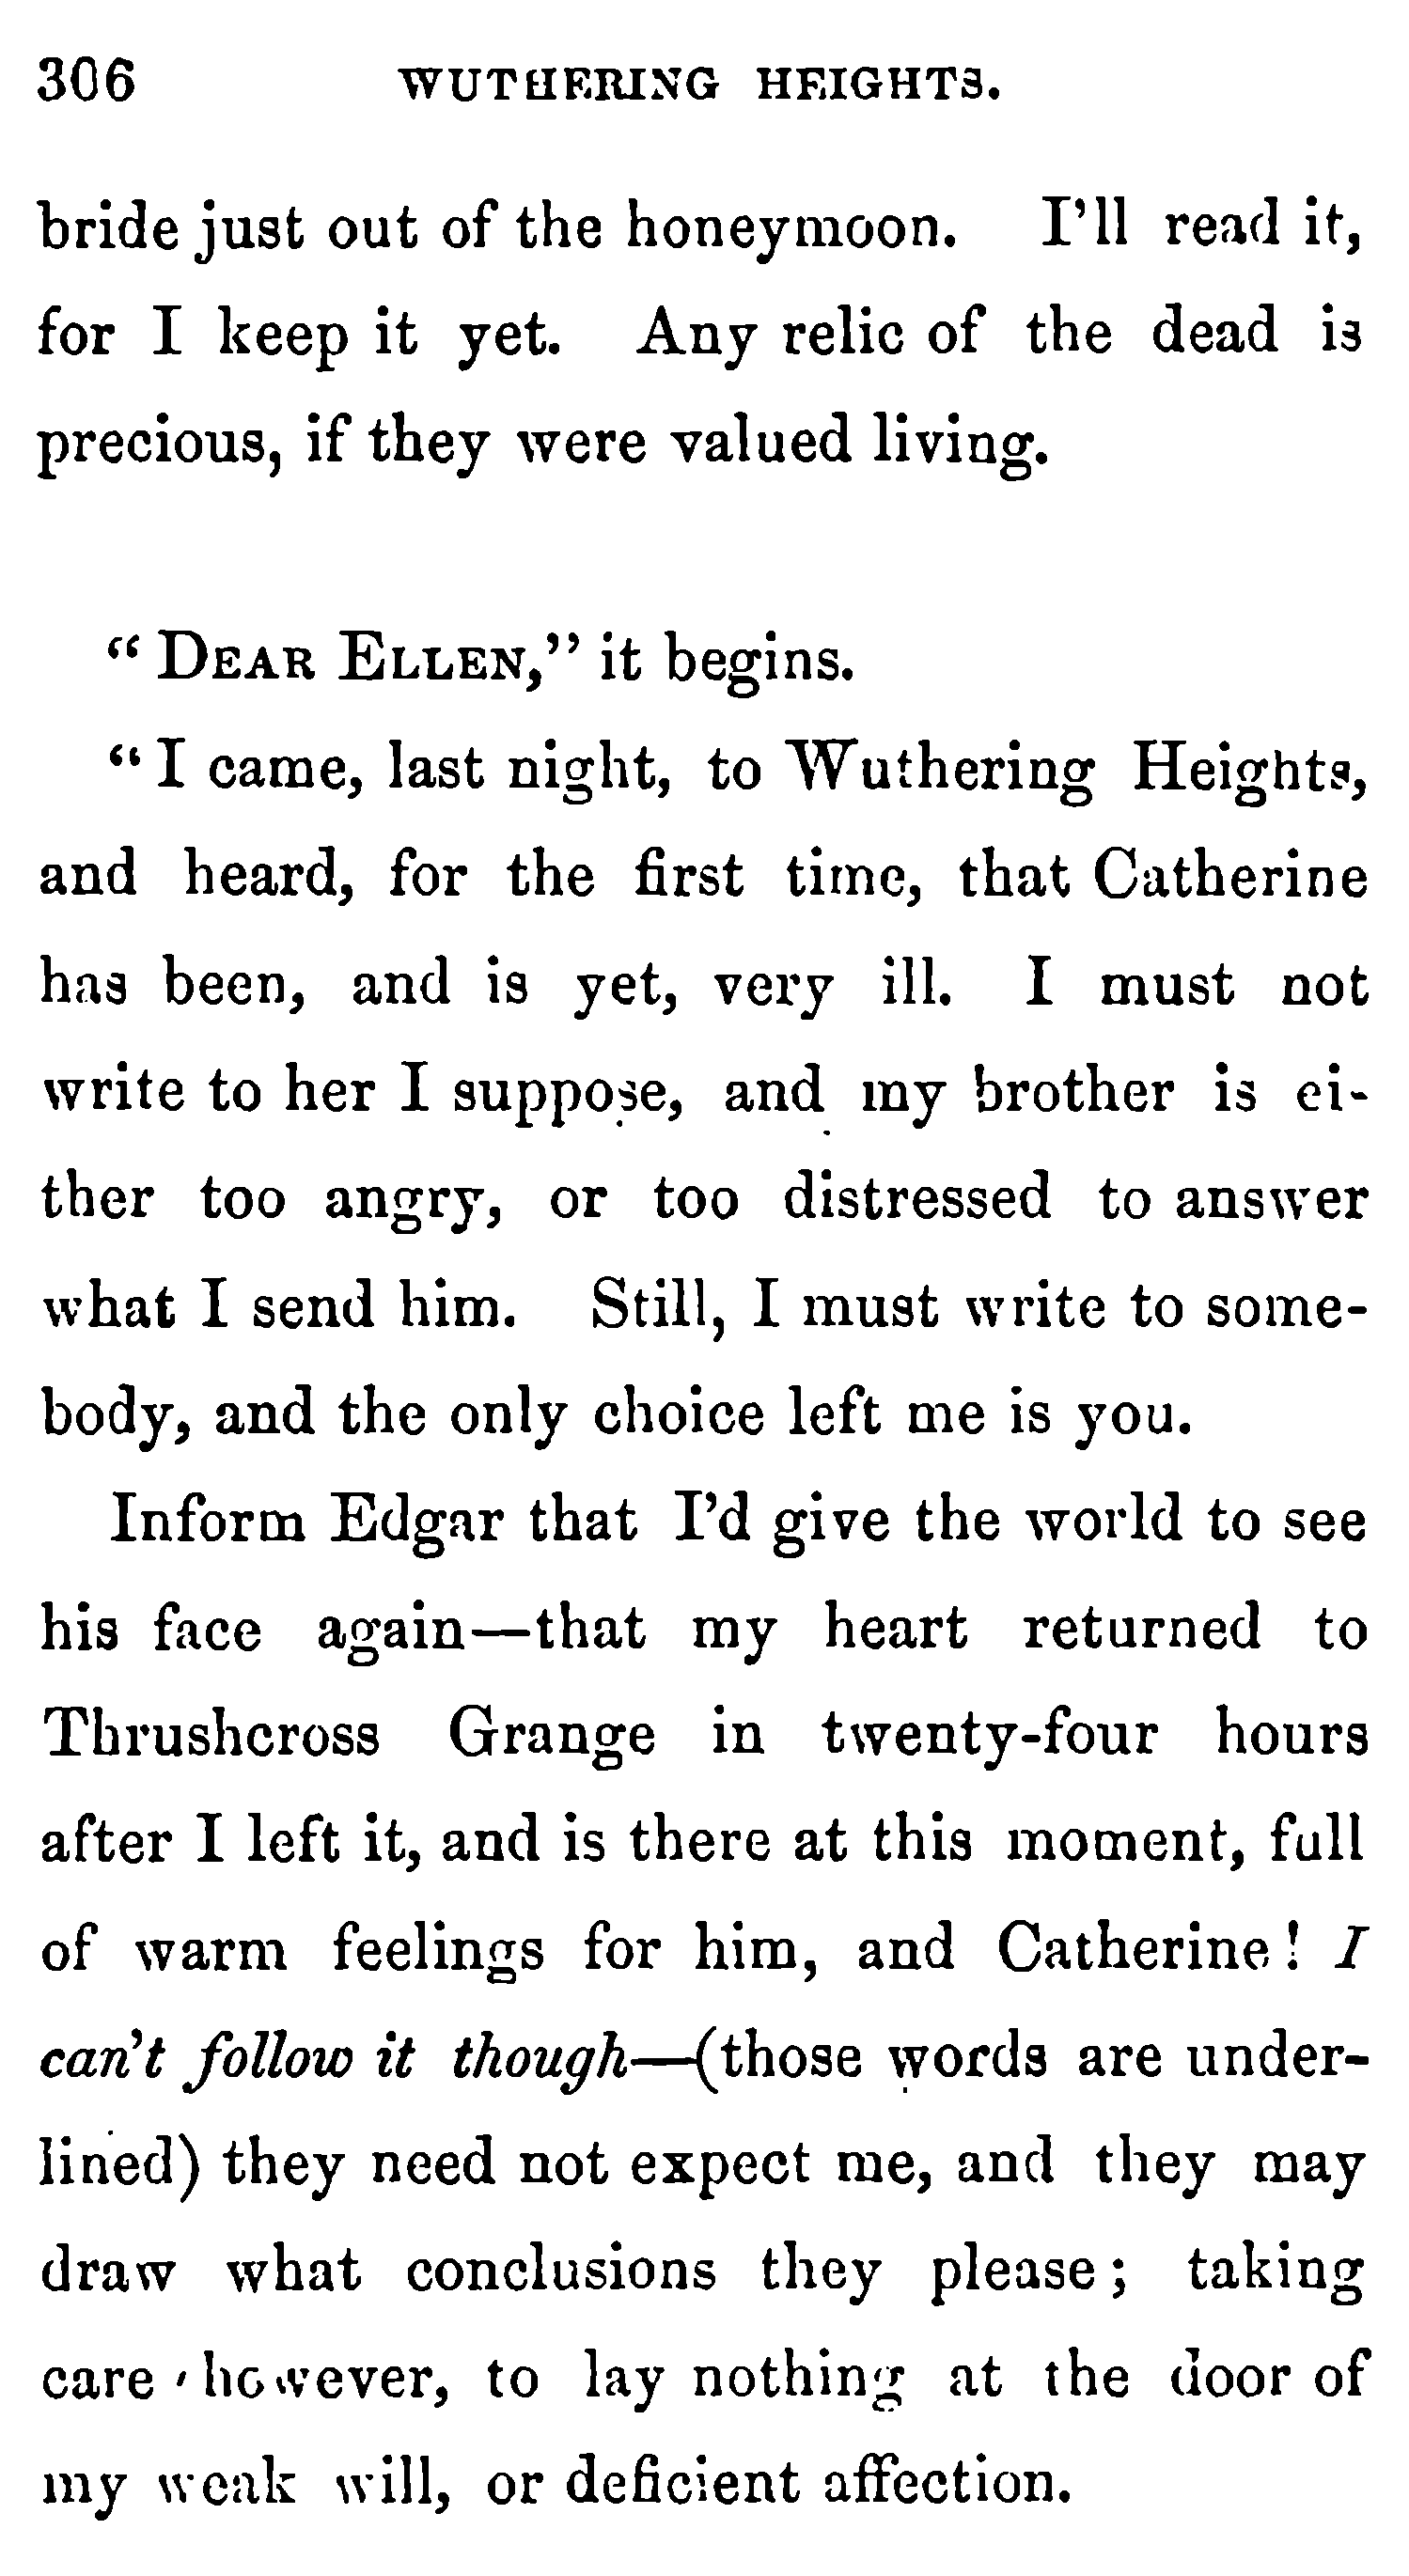 306 WUTHERING HEIGHTS.
bride just out of the honeymoon. I'll read it,
for I keep it yet. Any relic of the dead is
precious, if they were valued living.
“ DEAR ELLEN,” it begins.
“ I came, last night, to Wuthering Heights,
and heard, for the first time, that Catherine
has been, and is yet, very ill. I must not
write to her I suppose, and my brother is ei-
ther too angry, or too distressed to answer
what I send him. Still, I must write to some-
body, and the only choice left me is you.
Inform Edgar that I'd give the world to see
his face again—that my heart returned to
Thrushcross Grange in twenty-four hours
after I left it, and is there at this moment, full
of warm feelings for him, and Catherine! I
can't follow it though—(those words are under-
lined) they need not expect me, and they may
draw what conclusions they please; taking
care however, to lay nothing at the door of
my weak will, or deficient affection.